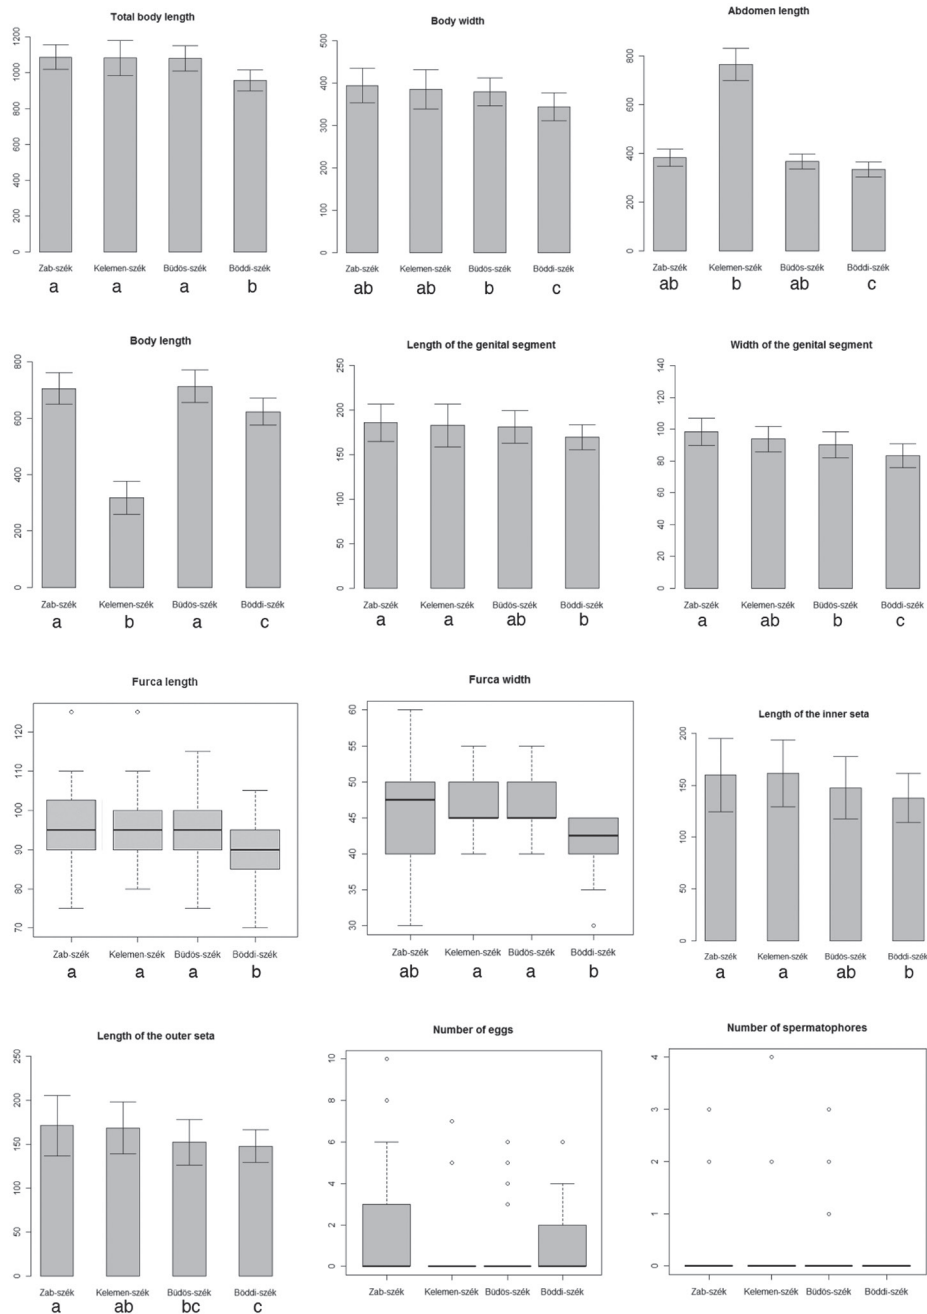 Total body length
0 200 400 600 800 1000 1200
Zab-szék Kelemen-szék Büdös-szék Böddi-szék
a a a b
Body width
0 100 200 300 400 500
Zab-szék Kelemen-szék Büdös-szék Böddi-szék
ab ab b c
Abdomen length
0 200 400 600 800
Zab-szék Kelemen-szék Büdös-szék Böddi-szék
ab b ab c
Body length
0 200 400 600 800
Zab-szék Kelemen-szék Büdös-szék Böddi-szék
a b a c
Length of the genital segment
0 50 100 150 200 250
Zab-szék Kelemen-szék Büdös-szék Böddi-szék
a a ab b
Width of the genital segment
0 20 40 60 80 100 120 140
Zab-szék Kelemen-szék Büdös-szék Böddi-szék
a ab b c
Furca length
70 80 90 100 110 120
Zab-szék Kelemen-szék Büdös-szék Böddi-szék
a a a b
Furca width
30 35 40 45 50 55 60
Zab-szék Kelemen-szék Büdös-szék Böddi-szék
ab a a b
Length of the inner seta
0 50 100 150 200
Zab-szék Kelemen-szék Büdös-szék Böddi-szék
a a ab b
Length of the outer seta
0 50 100 150 200 250
Zab-szék Kelemen-szék Büdös-szék Böddi-szék
a ab bc c
Number of eggs
0 2 4 6 8 10
Zab-szék Kelemen-szék Büdös-szék Böddi-szék
Number of spermatophores
0 1 2 3 4
Zab-szék Kelemen-szék Büdös-szék Böddi-szék